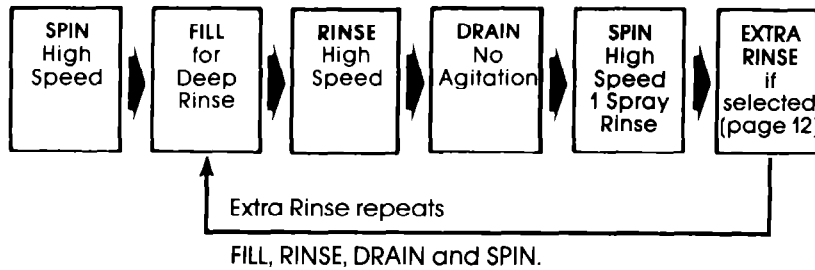 SPIN
High
Speed
FILL
for
Deep
Rinse
RINSE
High
Speed
DRAIN
No
Agitation
SPIN
High
Speed
1 Spray
Rinse
EXTRA
RINSE
if
selected
(page 12)
Extra Rinse repeats
FILL, RINSE, DRAIN and SPIN.